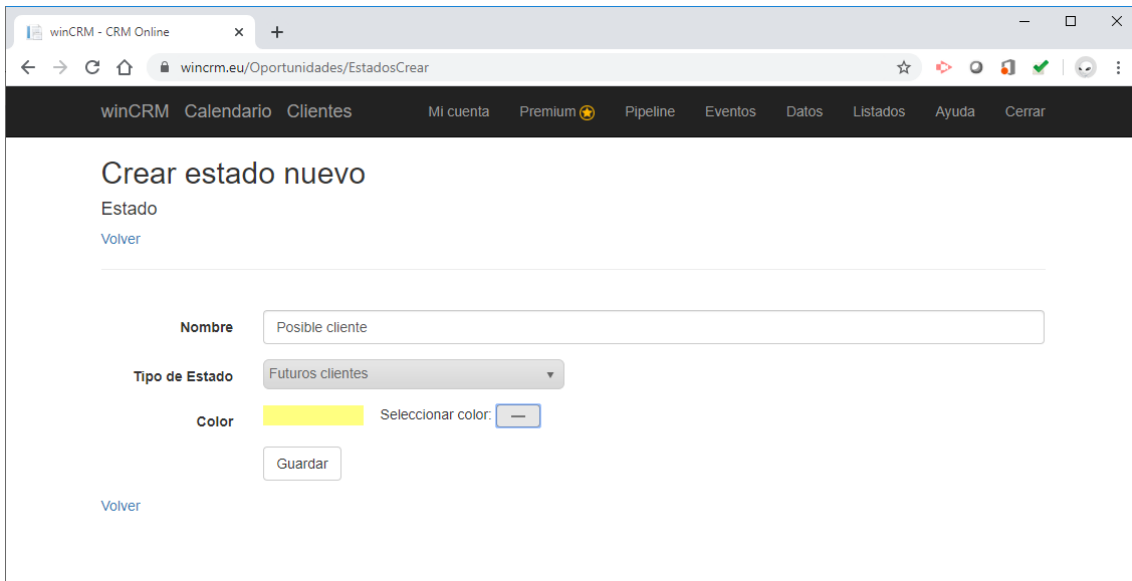 winCRM - CRM Online
wincrm.eu/Oportunidades/EstadosCrear
winCRM Calendario Clientes Mi cuenta Premium Pipeline Eventos Datos Listados Ayuda Cerrar
Crear estado nuevo
Estado
Volver
Nombre Posible cliente
Tipo de Estado Futuros clientes
Color Seleccionar color:
Guardar
Volver